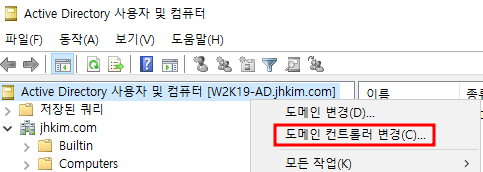 Active Directory 사용자 및 컴퓨터
파일(F) 동작(A) 보기(V) 도움말(H)
Active Directory 사용자 및 컴퓨터 [W2K19-AD.jhkim.com]
이름
저장된 쿼리
도메인 변경(D)...
jhkim.com
도메인 컨트롤러 변경(C)...
Builtin
Computers
모든 작업(K)